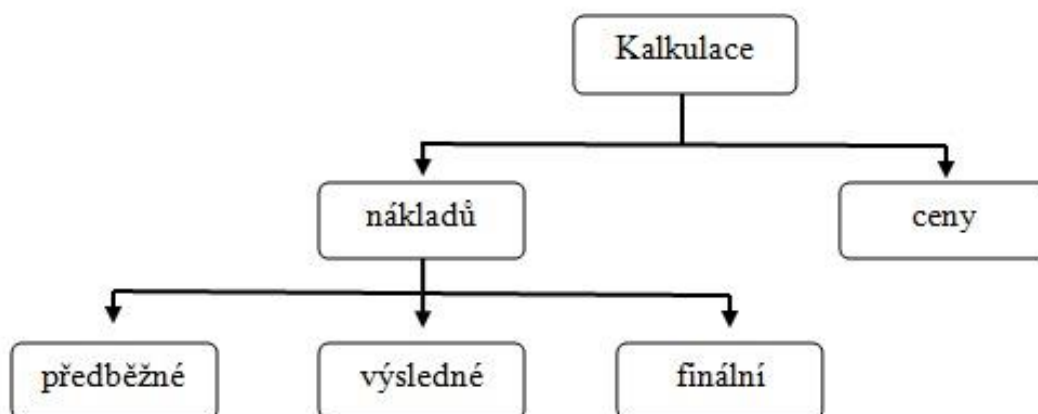 Kalkulace
nákladů
ceny
předběžné
výsledné
finální